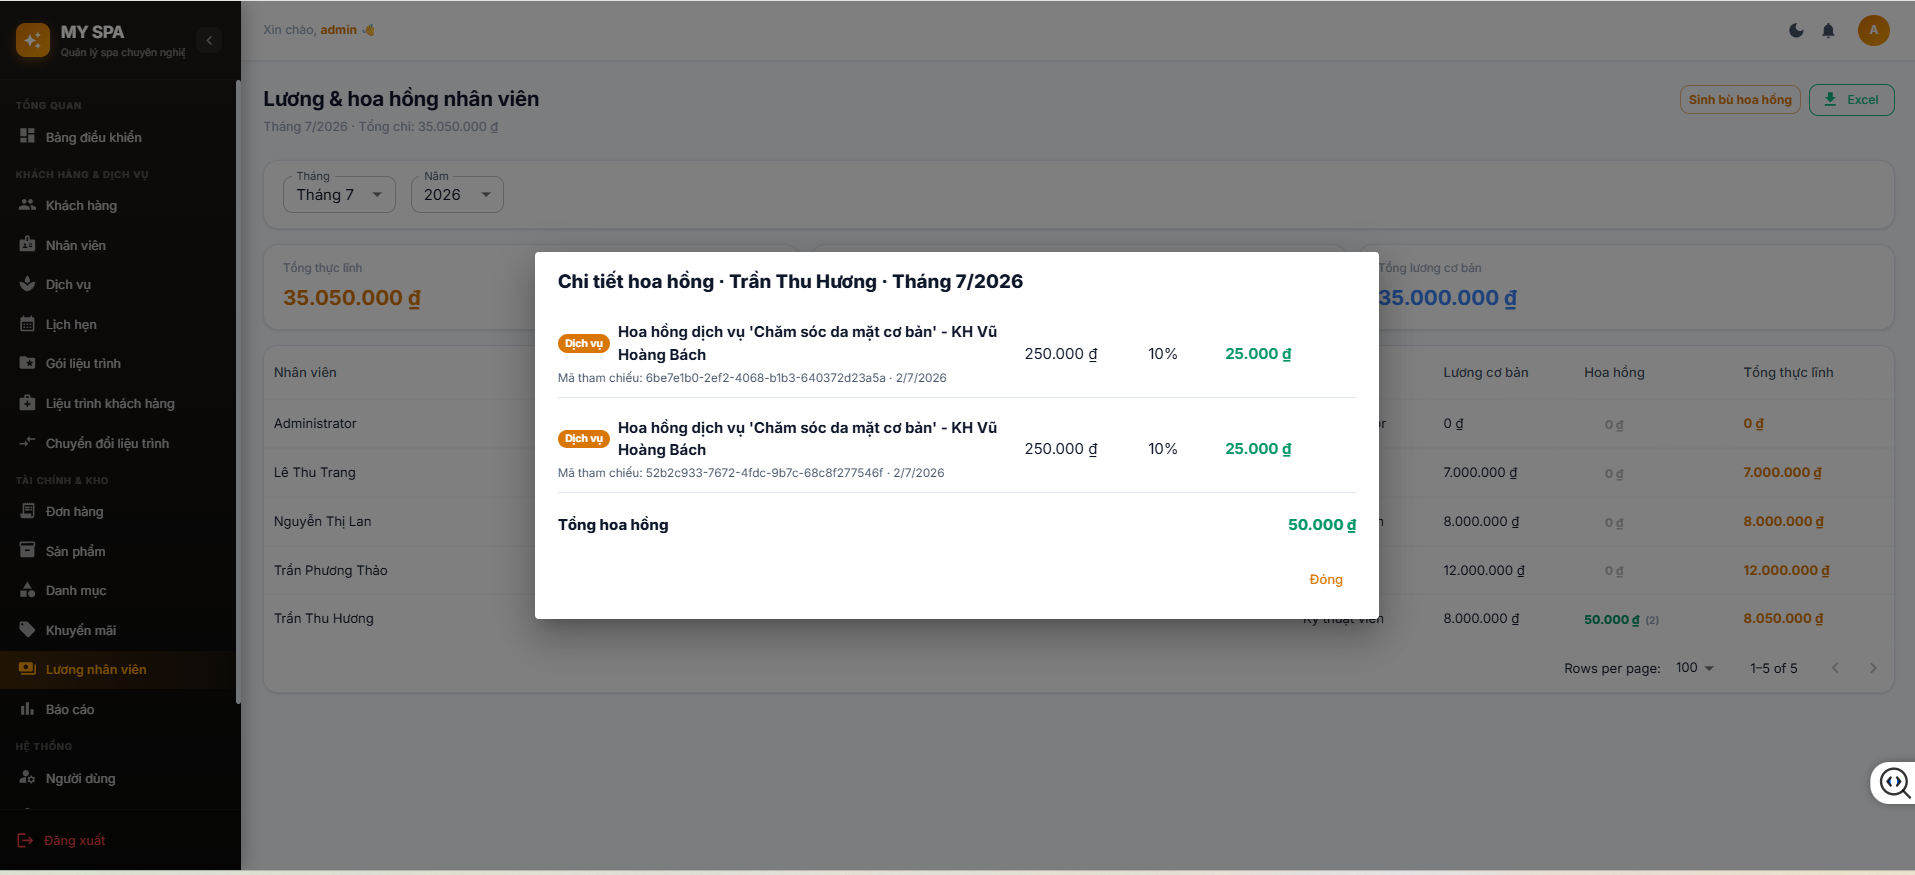 MY SPA
Quản lý spa chuyên nghiệ
Xin chào, admin 👋
A
TỔNG QUAN
Bảng điều khiển
KHÁCH HÀNG & DỊCH VỤ
Khách hàng
Nhân viên
Dịch vụ
Lịch hẹn
Gói liệu trình
Liệu trình khách hàng
Chuyển đổi liệu trình
TÀI CHÍNH & KHO
Đơn hàng
Sản phẩm
Danh mục
Khuyến mãi
Lương nhân viên
Báo cáo
HỆ THỐNG
Người dùng
Đăng xuất
Lương & hoa hồng nhân viên
Tháng 7/2026 · Tổng chi: 35.050.000 ₫
Sinh bù hoa hồng
Excel
Tháng
Tháng 7
Năm
2026
Tổng thực lĩnh
35.050.000 ₫
Tổng lương cơ bản
35.000.000 ₫
Nhân viên
Lương cơ bản
Hoa hồng
Tổng thực lĩnh
Administrator
or
0 ₫
0 ₫
0 ₫
Lê Thu Trang
7.000.000 ₫
0 ₫
7.000.000 ₫
Nguyễn Thị Lan
n
8.000.000 ₫
0 ₫
8.000.000 ₫
Trần Phương Thảo
12.000.000 ₫
0 ₫
12.000.000 ₫
Trần Thu Hương
Kỹ thuật viên
8.000.000 ₫
50.000 ₫ (2)
8.050.000 ₫
Rows per page: 100
1–5 of 5
Chi tiết hoa hồng · Trần Thu Hương · Tháng 7/2026
Dịch vụ
Hoa hồng dịch vụ 'Chăm sóc da mặt cơ bản' - KH Vũ
Hoàng Bách
250.000 ₫
10%
25.000 ₫
Mã tham chiếu: 6be7e1b0-2ef2-4068-b1b3-640372d23a5a · 2/7/2026
Dịch vụ
Hoa hồng dịch vụ 'Chăm sóc da mặt cơ bản' - KH Vũ
Hoàng Bách
250.000 ₫
10%
25.000 ₫
Mã tham chiếu: 52b2c933-7672-4fdc-9b7c-68c8f277546f · 2/7/2026
Tổng hoa hồng
50.000 ₫
Đóng